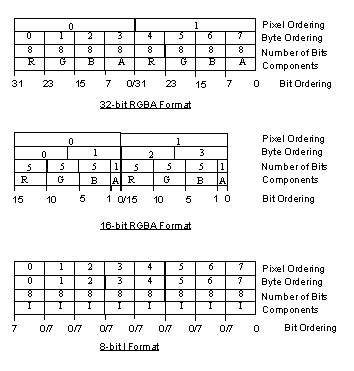 0 1 Pixel Ordering
0 1 2 3 4 5 6 7 Byte Ordering
8 8 8 8 8 8 8 8 Number of Bits
R G B A R G B A Components
31 23 15 7 0/31 23 15 7 0 Bit Ordering
32-bit RGBA Format
0 1 Pixel Ordering
0 1 2 3 Byte Ordering
5 5 5 1 5 5 5 1 Number of Bits
R G B A R G B A Components
15 10 5 1 0/15 10 5 1 0 Bit Ordering
16-bit RGBA Format
0 1 2 3 4 5 6 7 Pixel Ordering
0 1 2 3 4 5 6 7 Byte Ordering
8 8 8 8 8 8 8 8 Number of Bits
I I I I I I I I Components
7 0/7 0/7 0/7 0/7 0/7 0/7 0/7 0 Bit Ordering
8-bit I Format